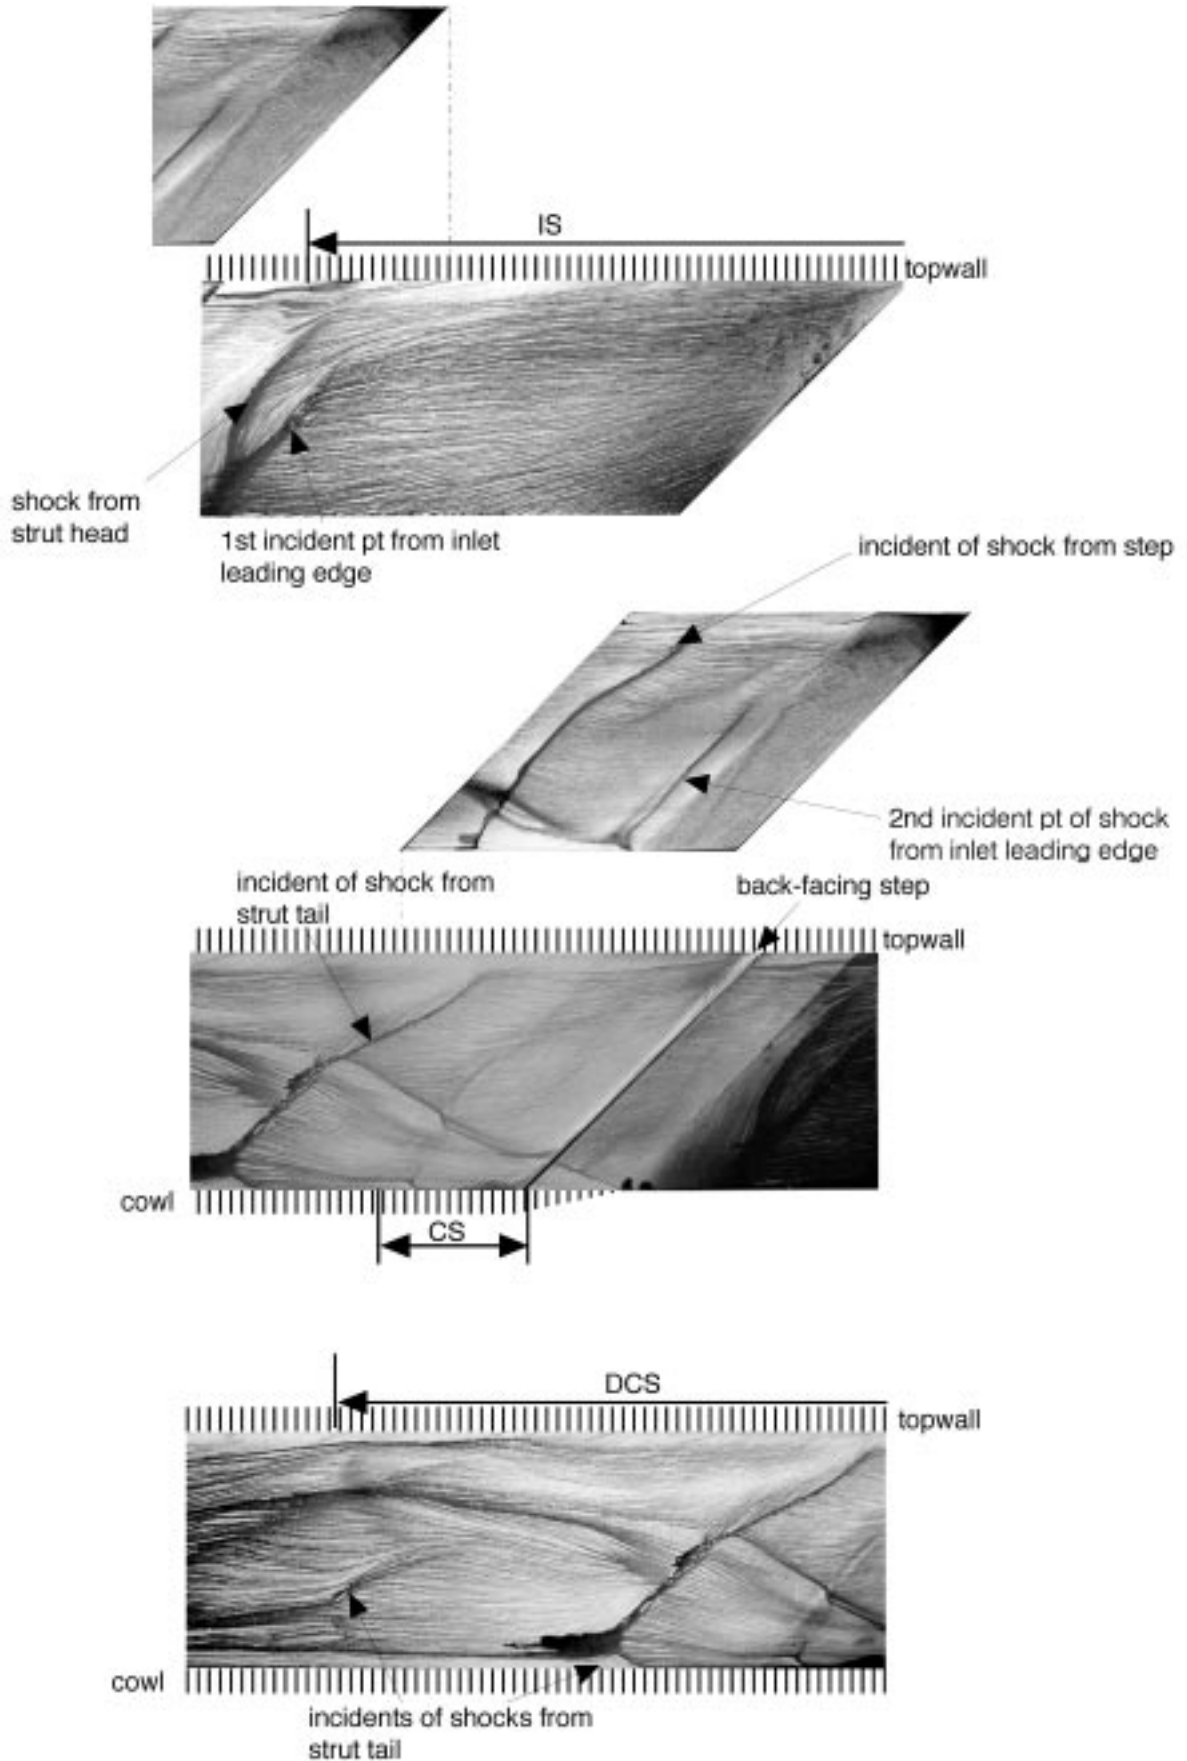 IS
topwall
shock from
strut head
1st incident pt from inlet
leading edge
incident of shock from step
2nd incident pt of shock
from inlet leading edge
incident of shock from
strut tail
back-facing step
topwall
cowl
CS
DCS
topwall
cowl
incidents of shocks from
strut tail